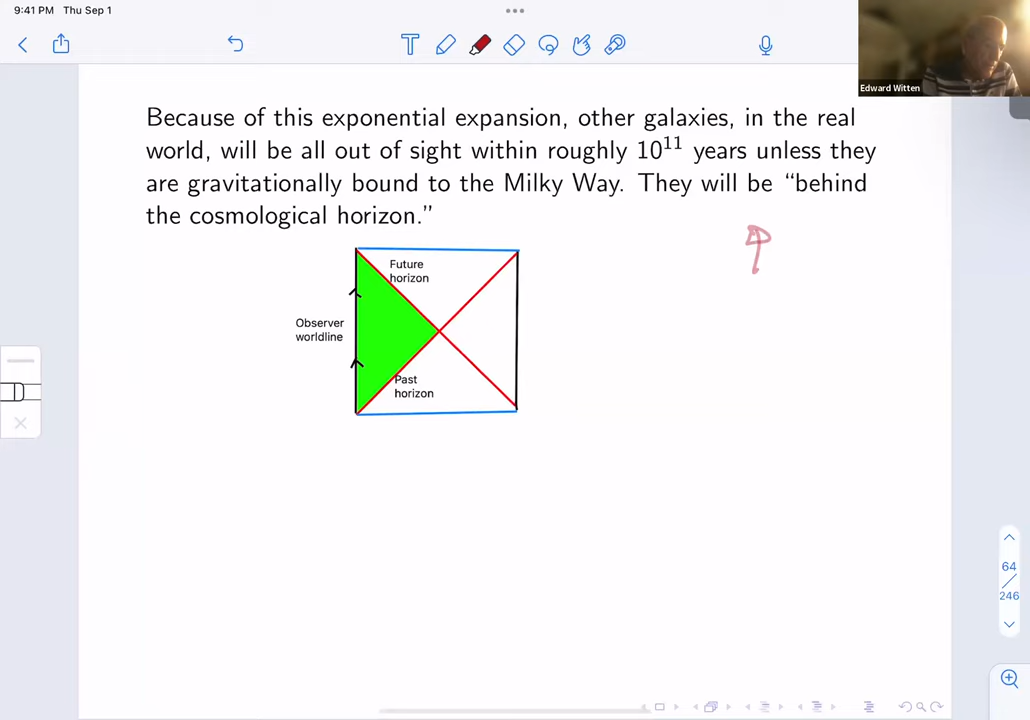 9:41 PM Thu Sep 1
Edward Witten
Because of this exponential expansion, other galaxies, in the real
world, will be all out of sight within roughly 10¹¹ years unless they
are gravitationally bound to the Milky Way. They will be “behind
the cosmological horizon.”
Future
horizon
Observer
worldline
Past
horizon
64
246